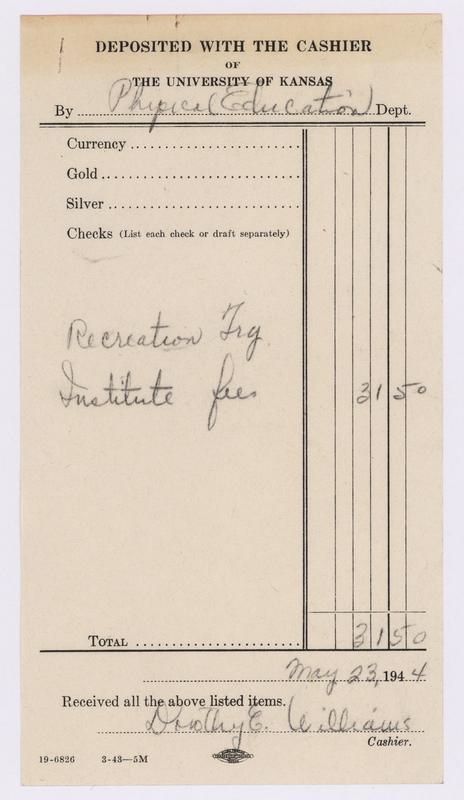 DEPOSITED WITH THE CASHIER
OF
THE UNIVERSITY OF KANSAS
By Physical Education Dept.
Currency
Gold
Silver
Checks (List each check or draft separately)
Recreation Trg
Institute fees 31 50
TOTAL 31 50
May 23, 1944
Received all the above listed items.
Dorothy E. Williams
Cashier.
19-6826 3-43—5M